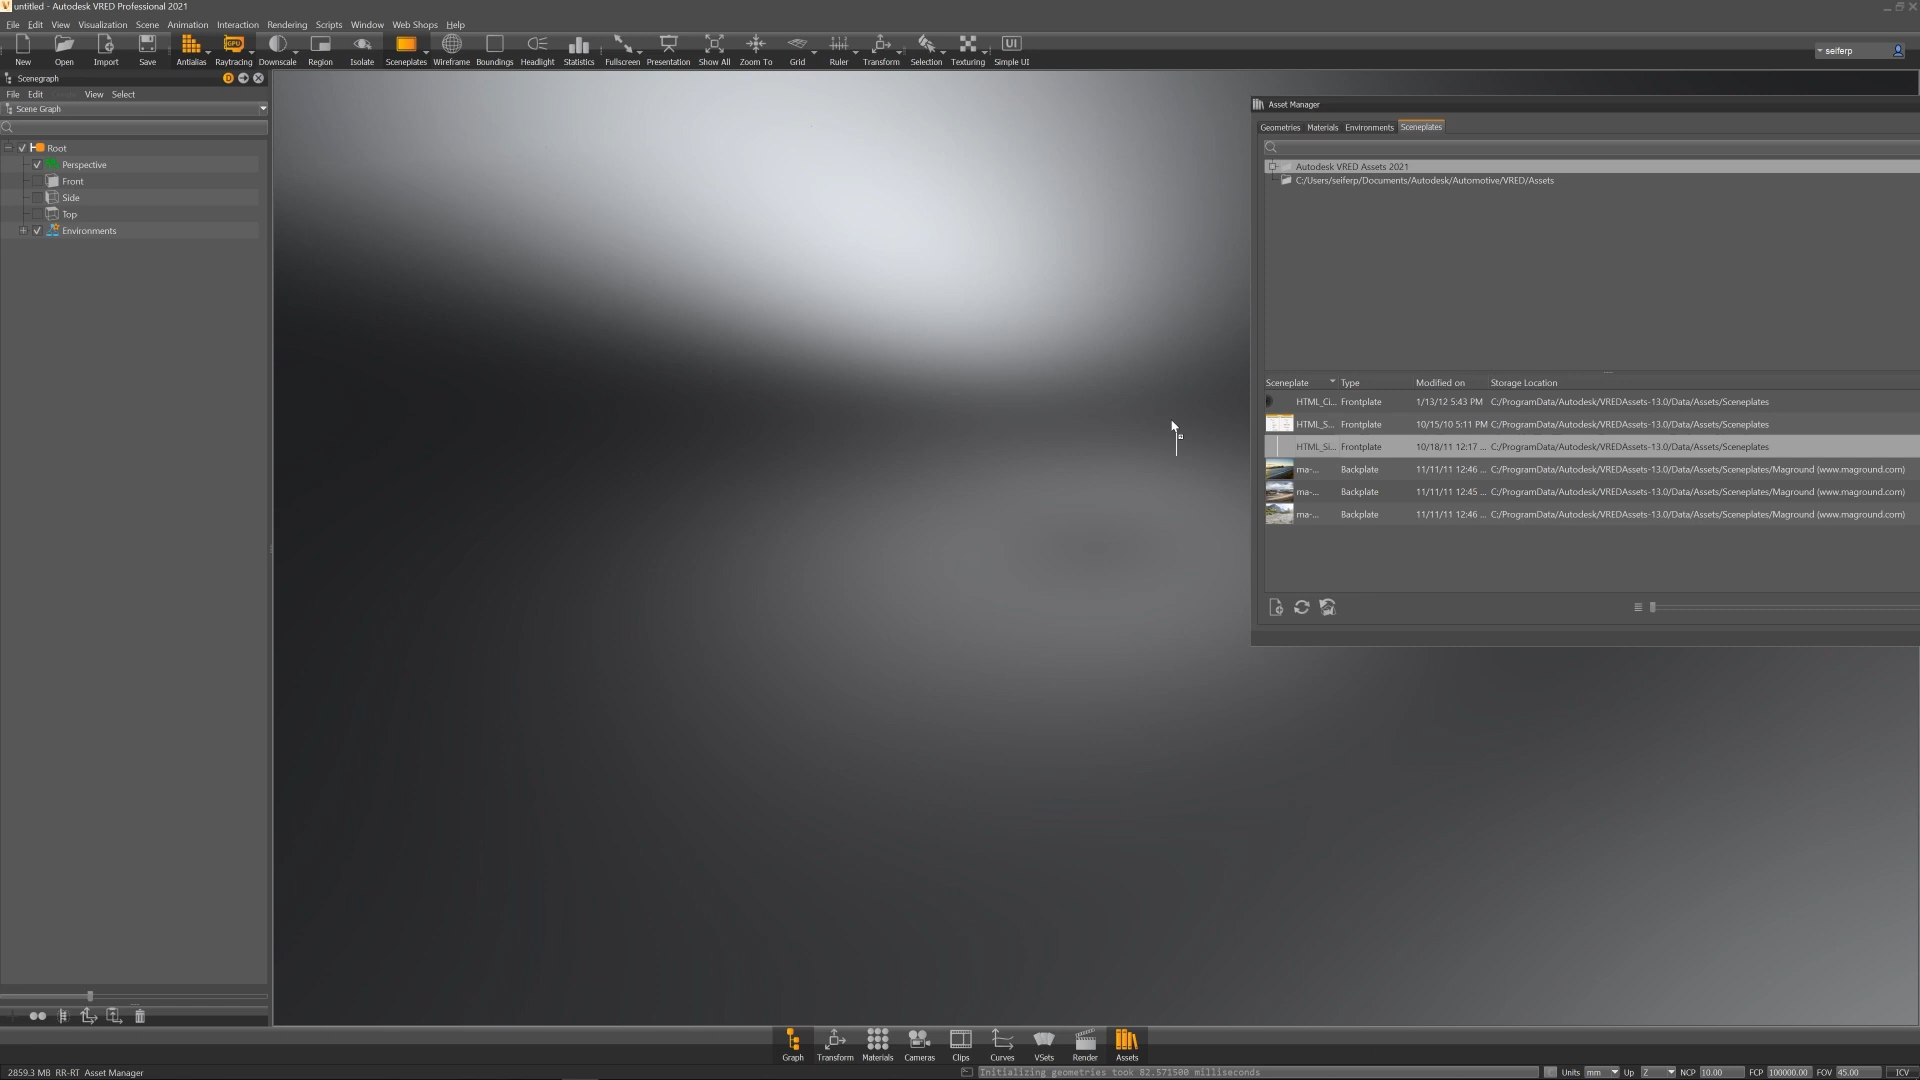 untitled - Autodesk VRED Professional 2021
File Edit View Visualization Scene Animation Interaction Rendering Scripts Window Web Shops Help
New Open Import Save Antialias Raytracing Downscale Region Isolate Sceneplates Wireframe Boundings Headlight Statistics Fullscreen Presentation Show All Zoom To Grid Ruler Transform Selection Texturing Simple UI
GPU
UI
seiferp
Scenegraph
D
File Edit View Select
Scene Graph
Root
Perspective
Front
Side
Top
Environments
Asset Manager
Geometries Materials Environments Sceneplates
Autodesk VRED Assets 2021
C:/Users/seiferp/Documents/Autodesk/Automotive/VRED/Assets
Sceneplate Type Modified on Storage Location
HTML_Ci... Frontplate 1/13/12 5:43 PM C:/ProgramData/Autodesk/VREDAssets-13.0/Data/Assets/Sceneplates
HTML_S... Frontplate 10/15/10 5:11 PM C:/ProgramData/Autodesk/VREDAssets-13.0/Data/Assets/Sceneplates
HTML_Si... Frontplate 10/18/11 12:17 ... C:/ProgramData/Autodesk/VREDAssets-13.0/Data/Assets/Sceneplates
ma-... Backplate 11/11/11 12:46 ... C:/ProgramData/Autodesk/VREDAssets-13.0/Data/Assets/Sceneplates/Maground (www.maground.com)
ma-... Backplate 11/11/11 12:45 ... C:/ProgramData/Autodesk/VREDAssets-13.0/Data/Assets/Sceneplates/Maground (www.maground.com)
ma-... Backplate 11/11/11 12:46 ... C:/ProgramData/Autodesk/VREDAssets-13.0/Data/Assets/Sceneplates/Maground (www.maground.com)
Graph Transform Materials Cameras Clips Curves VSets Render Assets
2859.3 MB RR-RT Asset Manager
Initializing geometries took 82.571500 milliseconds
Units mm Up Z NCP 10.00 FCP 100000.00 FOV 45.00 ICV